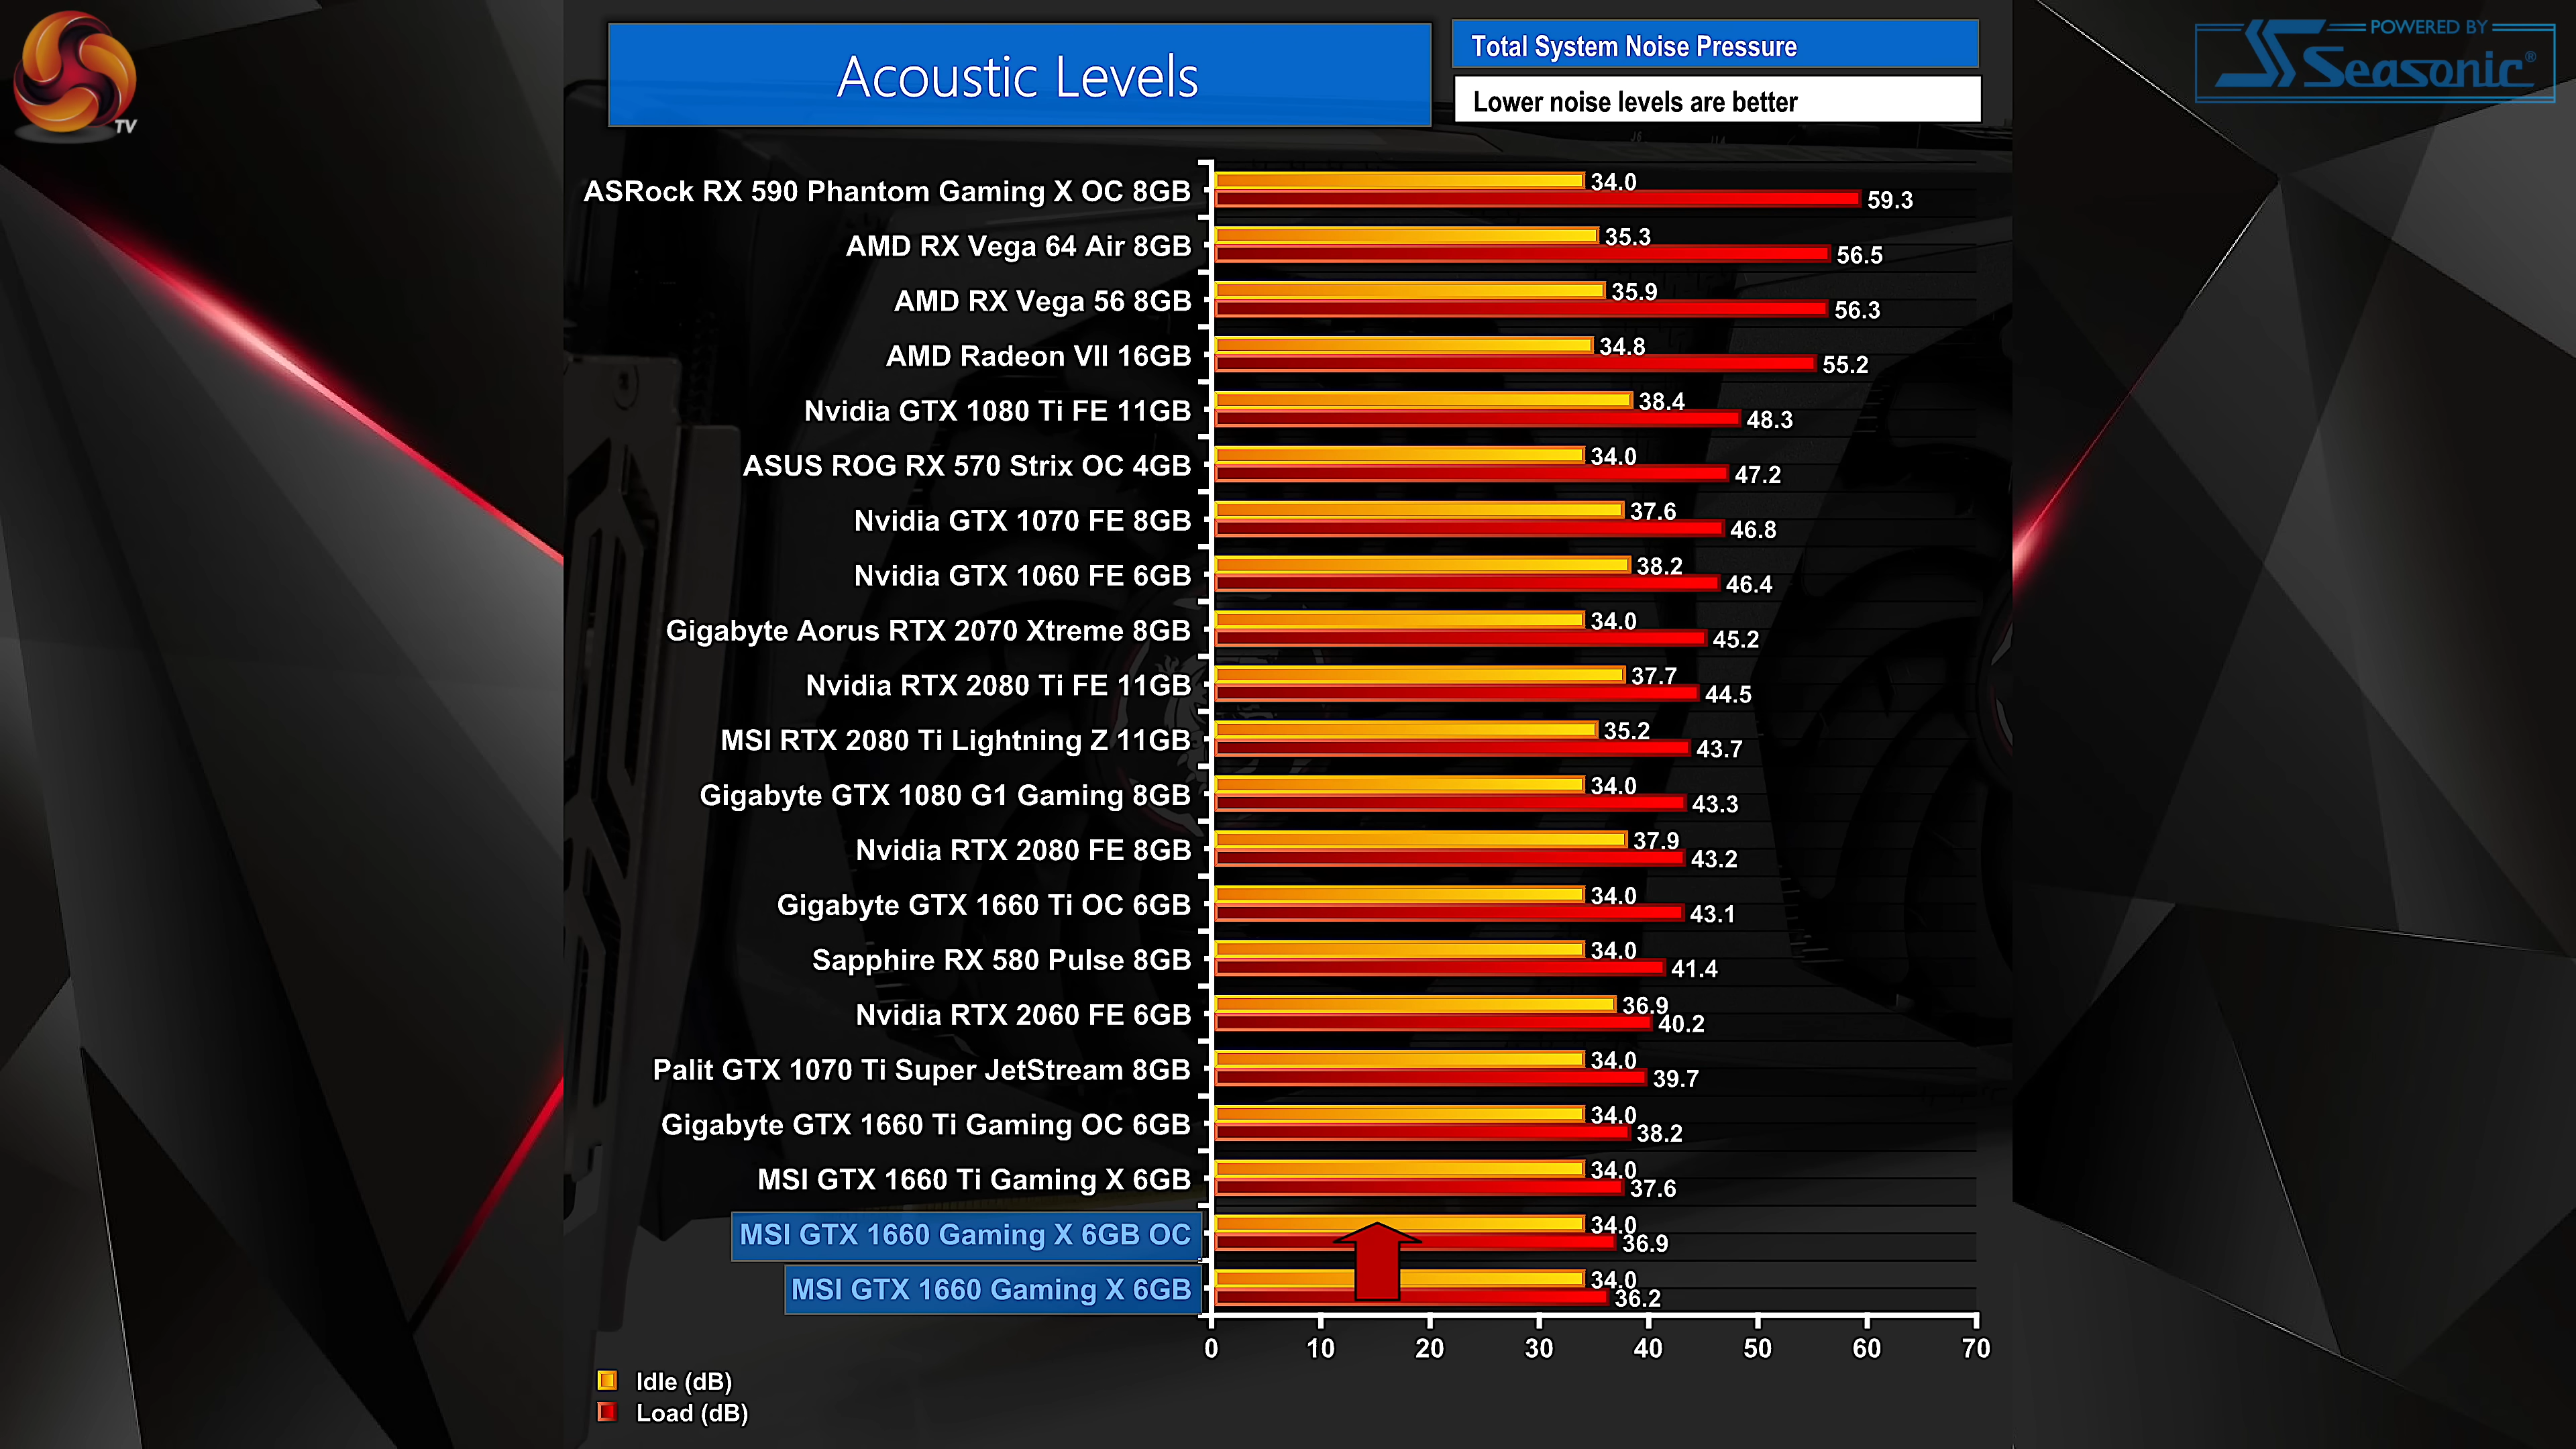 TV
Acoustic Levels
Total System Noise Pressure
Lower noise levels are better
POWERED BY
Seasonic®
ASRock RX 590 Phantom Gaming X OC 8GB 34.0 59.3
AMD RX Vega 64 Air 8GB 35.3 56.5
AMD RX Vega 56 8GB 35.9 56.3
AMD Radeon VII 16GB 34.8 55.2
Nvidia GTX 1080 Ti FE 11GB 38.4 48.3
ASUS ROG RX 570 Strix OC 4GB 34.0 47.2
Nvidia GTX 1070 FE 8GB 37.6 46.8
Nvidia GTX 1060 FE 6GB 38.2 46.4
Gigabyte Aorus RTX 2070 Xtreme 8GB 34.0 45.2
Nvidia RTX 2080 Ti FE 11GB 37.7 44.5
MSI RTX 2080 Ti Lightning Z 11GB 35.2 43.7
Gigabyte GTX 1080 G1 Gaming 8GB 34.0 43.3
Nvidia RTX 2080 FE 8GB 37.9 43.2
Gigabyte GTX 1660 Ti OC 6GB 34.0 43.1
Sapphire RX 580 Pulse 8GB 34.0 41.4
Nvidia RTX 2060 FE 6GB 36.9 40.2
Palit GTX 1070 Ti Super JetStream 8GB 34.0 39.7
Gigabyte GTX 1660 Ti Gaming OC 6GB 34.0 38.2
MSI GTX 1660 Ti Gaming X 6GB 34.0 37.6
MSI GTX 1660 Gaming X 6GB OC 34.0 36.9
MSI GTX 1660 Gaming X 6GB 34.0 36.2
0 10 20 30 40 50 60 70
Idle (dB)
Load (dB)